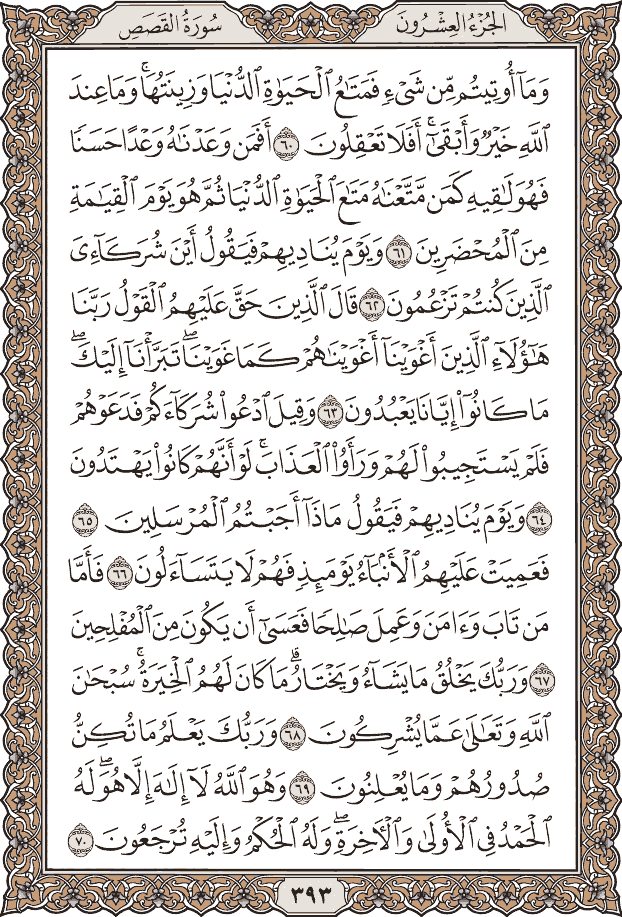 الجُزْءُ العِشْرُونَ
سُورَةُ القَصَصِ
وَمَآ أُوتِيتُم مِّن شَىْءٍ فَمَتَٰعُ ٱلْحَيَوٰةِ ٱلدُّنْيَا وَزِينَتُهَا ۚ وَمَا عِندَ
ٱللَّهِ خَيْرٌ وَأَبْقَىٰٓ ۚ أَفَلَا تَعْقِلُونَ ٦٠ أَفَمَن وَعَدْنَٰهُ وَعْدًا حَسَنًا
فَهُوَ لَٰقِيهِ كَمَن مَّتَّعْنَٰهُ مَتَٰعَ ٱلْحَيَوٰةِ ٱلدُّنْيَا ثُمَّ هُوَ يَوْمَ ٱلْقِيَٰمَةِ
مِنَ ٱلْمُحْضَرِينَ ٦١ وَيَوْمَ يُنَادِيهِمْ فَيَقُولُ أَيْنَ شُرَكَآءِىَ
ٱلَّذِينَ كُنتُمْ تَزْعُمُونَ ٦٢ قَالَ ٱلَّذِينَ حَقَّ عَلَيْهِمُ ٱلْقَوْلُ رَبَّنَا
هَٰٓؤُلَآءِ ٱلَّذِينَ أَغْوَيْنَآ أَغْوَيْنَٰهُمْ كَمَا غَوَيْنَا ۖ تَبَرَّأْنَآ إِلَيْكَ ۖ
مَا كَانُوٓا۟ إِيَّانَا يَعْبُدُونَ ٦٣ وَقِيلَ ٱدْعُوا۟ شُرَكَآءَكُمْ فَدَعَوْهُمْ
فَلَمْ يَسْتَجِيبُوا۟ لَهُمْ وَرَأَوُا۟ ٱلْعَذَابَ ۚ لَوْ أَنَّهُمْ كَانُوا۟ يَهْتَدُونَ
٦٤ وَيَوْمَ يُنَادِيهِمْ فَيَقُولُ مَاذَآ أَجَبْتُمُ ٱلْمُرْسَلِينَ ٦٥
فَعَمِيَتْ عَلَيْهِمُ ٱلْأَنۢبَآءُ يَوْمَئِذٍ فَهُمْ لَا يَتَسَآءَلُونَ ٦٦ فَأَمَّا
مَن تَابَ وَءَامَنَ وَعَمِلَ صَٰلِحًا فَعَسَىٰٓ أَن يَكُونَ مِنَ ٱلْمُفْلِحِينَ
٦٧ وَرَبُّكَ يَخْلُقُ مَا يَشَآءُ وَيَخْتَارُ ۗ مَا كَانَ لَهُمُ ٱلْخِيَرَةُ ۚ سُبْحَٰنَ
ٱللَّهِ وَتَعَٰلَىٰ عَمَّا يُشْرِكُونَ ٦٨ وَرَبُّكَ يَعْلَمُ مَا تُكِنُّ
صُدُورُهُمْ وَمَا يُعْلِنُونَ ٦٩ وَهُوَ ٱللَّهُ لَآ إِلَٰهَ إِلَّا هُوَ ۖ لَهُ
ٱلْحَمْدُ فِى ٱلْأُولَىٰ وَٱلْءَاخِرَةِ ۖ وَلَهُ ٱلْحُكْمُ وَإِلَيْهِ تُرْجَعُونَ ٧٠
٣٩٣